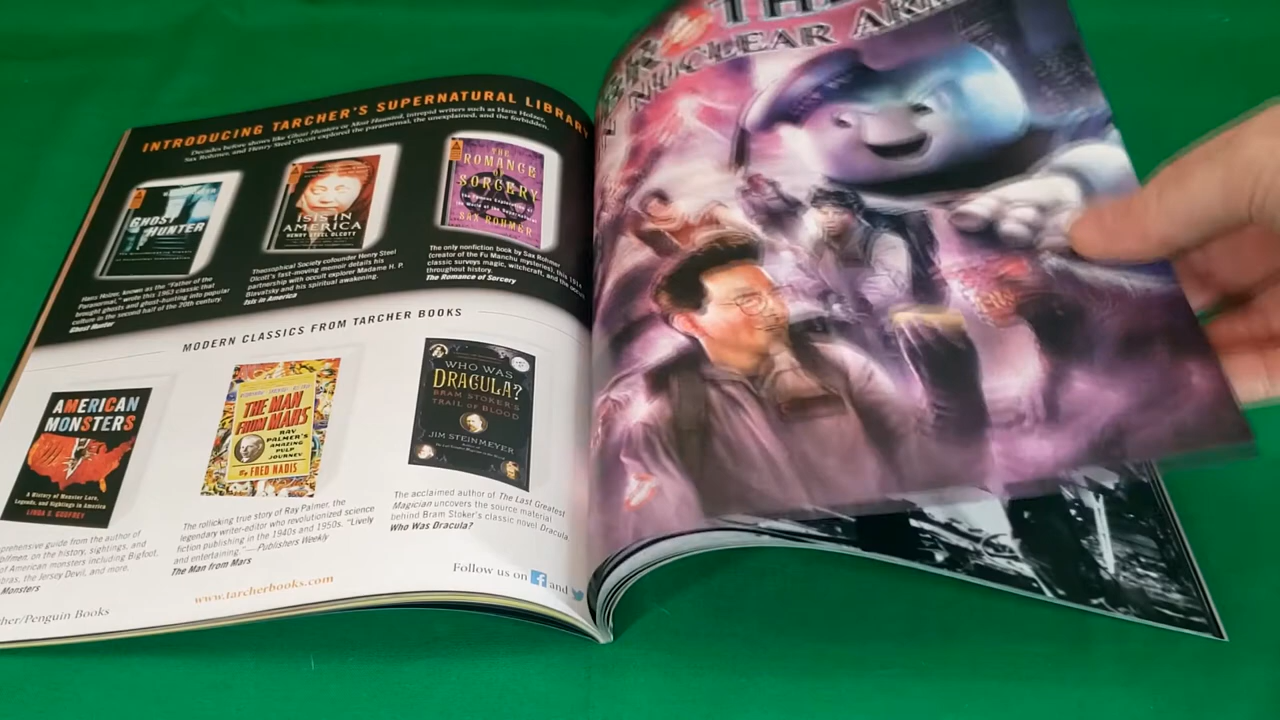 INTRODUCING TARCHER'S SUPERNATURAL LIBRARY
Decades before shows like Ghost Hunters or Most Haunted, intrepid writers such as Hans Holzer,
Sax Rohmer, and Henry Steel Olcott explored the paranormal, the unexplained, and the forbidden.
GHOST
HUNTER
ISIS IN
AMERICA
HENRY STEEL OLCOTT
THE
ROMANCE
OF
SORCERY
SAX ROHMER
Hans Holzer, known as the "Father of the
Paranormal," wrote this 1963 classic that
brought ghosts and ghost-hunting into popular
culture in the second half of the 20th century.
Ghost Hunter
Theosophical Society cofounder Henry Steel
Olcott's fast-moving memoir details his
partnership with occult explorer Madame H. P.
Blavatsky and his spiritual awakening.
Isis in America
The only nonfiction book by Sax Rohmer
(creator of the Fu Manchu mysteries), this 1914
classic surveys magic, witchcraft, and the occult
throughout history.
The Romance of Sorcery
MODERN CLASSICS FROM TARCHER BOOKS
AMERICAN
MONSTERS
A History of Monster Lore,
Legends, and Sightings in America
LINDA S. GODFREY
THE MAN
FROM MARS
RAY
PALMER'S
AMAZING
PULP
JOURNEY
FRED NADIS
WHO WAS
DRACULA?
BRAM STOKER'S
TRAIL OF BLOOD
JIM STEINMEYER
prehensive guide from the author of
on the history, sightings, and
of American monsters including Bigfoot,
bras, the Jersey Devil, and more.
Monsters
The rollicking true story of Ray Palmer, the
legendary writer-editor who revolutionized science
fiction publishing in the 1940s and 1950s. "Lively
and entertaining." —Publishers Weekly
The Man from Mars
The acclaimed author of The Last Greatest
Magician uncovers the source material
behind Bram Stoker's classic novel Dracula.
Who Was Dracula?
www.tarcherbooks.com
Follow us on f and
her/Penguin Books
NUCLEAR